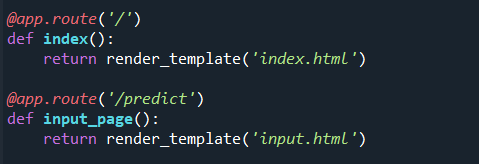 @app.route('/')
def index():
    return render_template('index.html')
@app.route('/predict')
def input_page():
    return render_template('input.html')